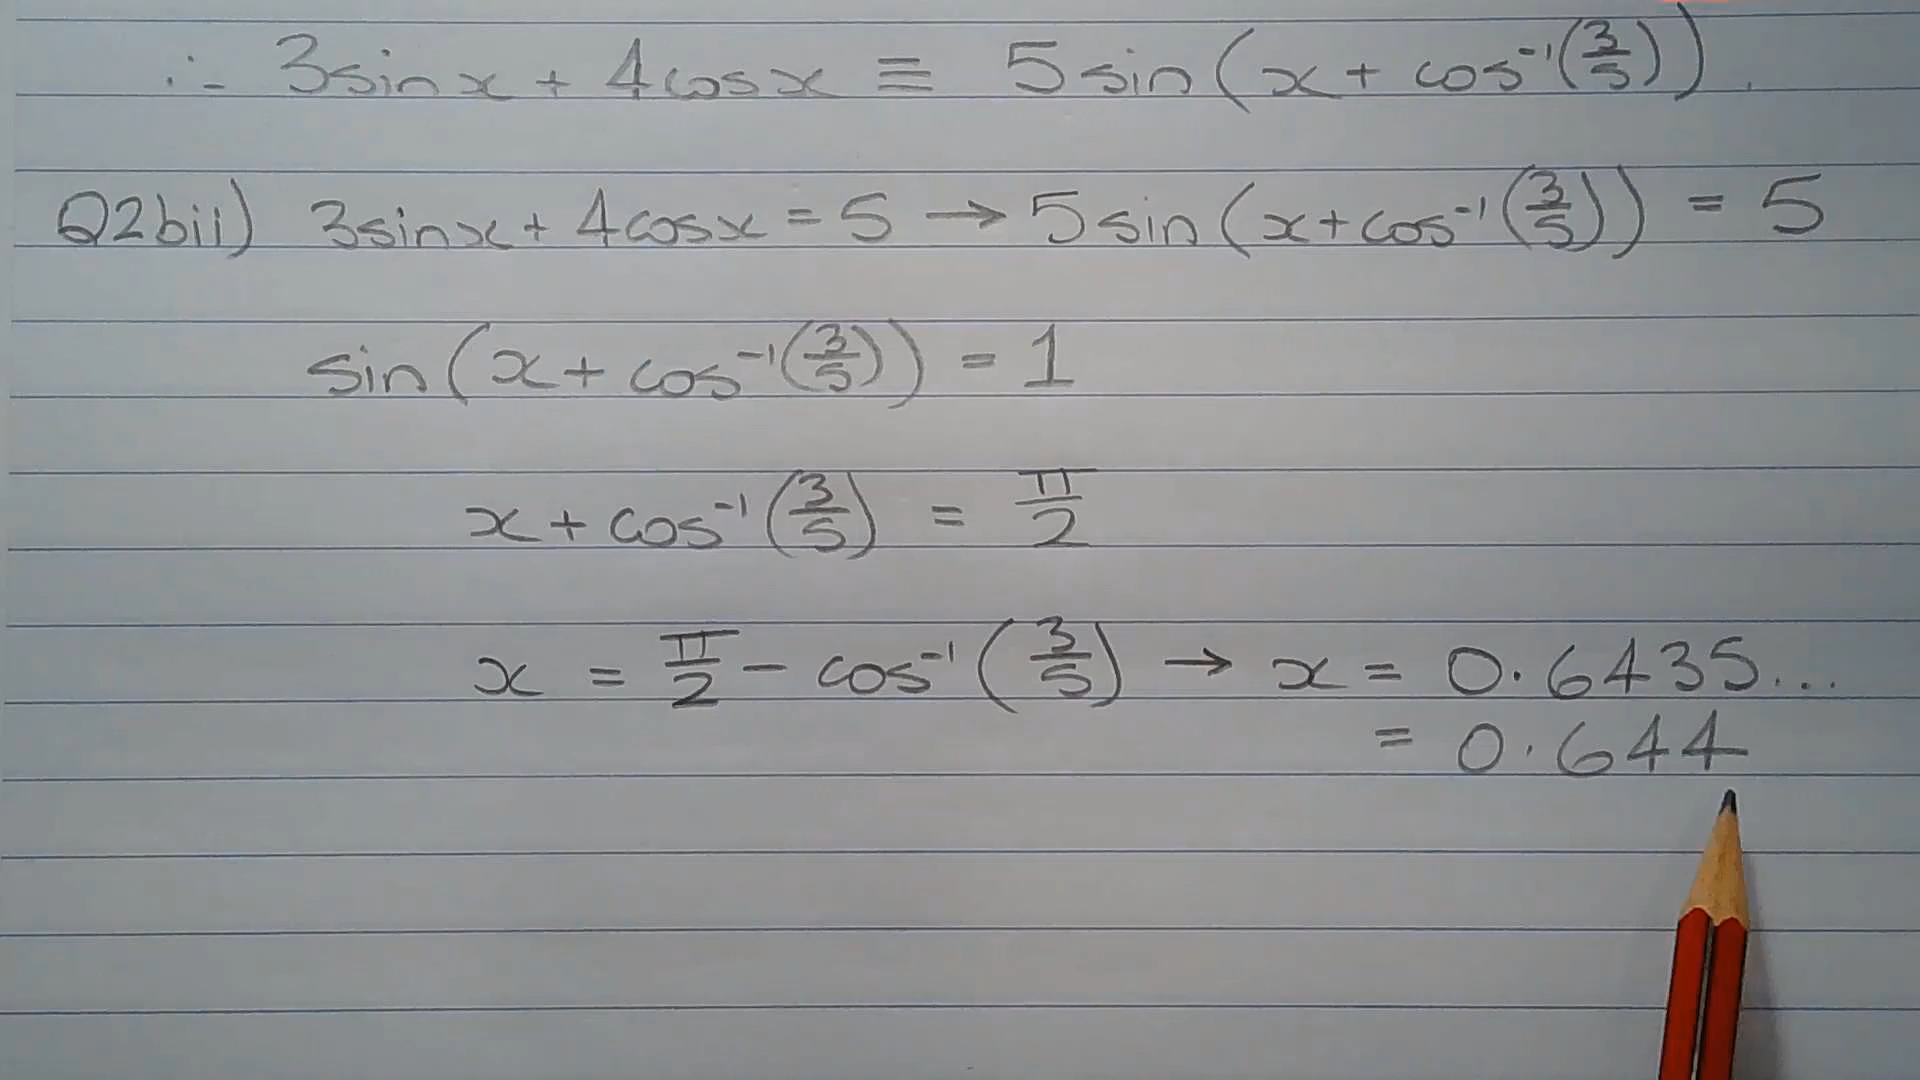 ∴ 3sinx + 4cosx ≡ 5sin(x + cos⁻¹(3/5)).
Q2bii) 3sinx + 4cosx = 5 → 5sin(x + cos⁻¹(3/5)) = 5
sin(x + cos⁻¹(3/5)) = 1
x + cos⁻¹(3/5) = π/2
x = π/2 - cos⁻¹(3/5) → x = 0.6435...
= 0.644